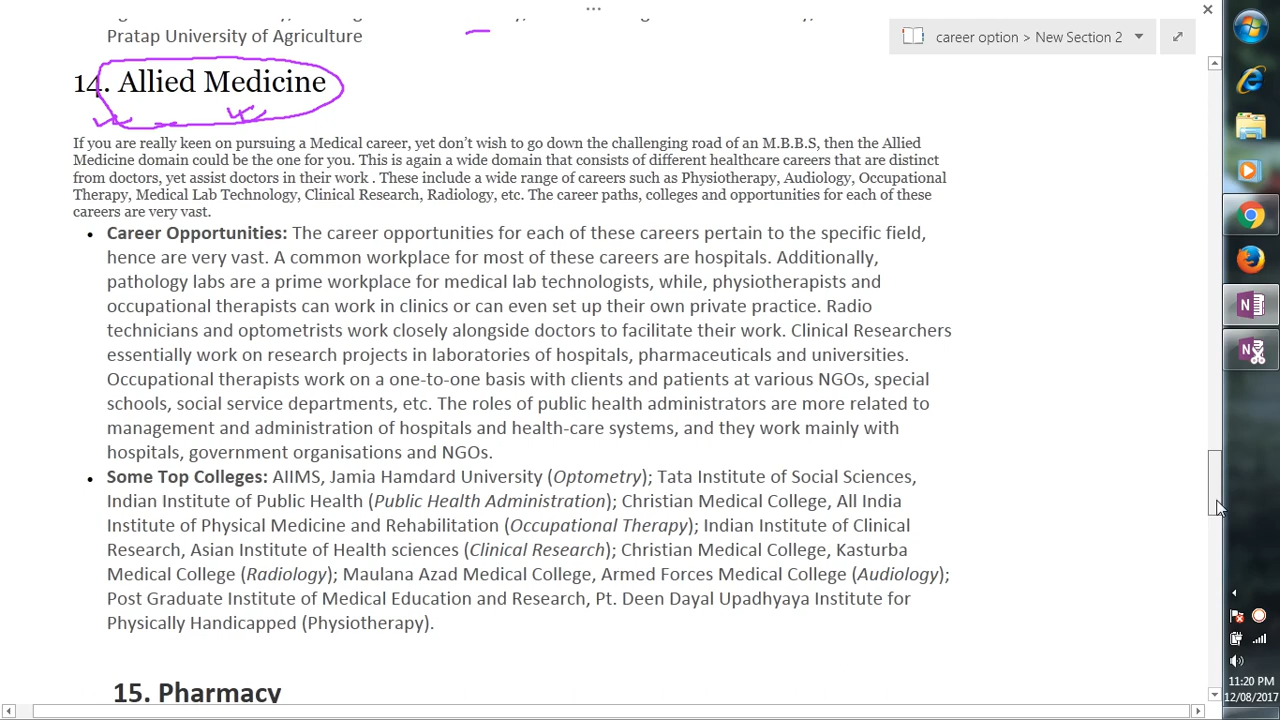 Pratap University of Agriculture
career option > New Section 2
14. Allied Medicine
If you are really keen on pursuing a Medical career, yet don't wish to go down the challenging road of an M.B.B.S, then the Allied
Medicine domain could be the one for you. This is again a wide domain that consists of different healthcare careers that are distinct
from doctors, yet assist doctors in their work . These include a wide range of careers such as Physiotherapy, Audiology, Occupational
Therapy, Medical Lab Technology, Clinical Research, Radiology, etc. The career paths, colleges and opportunities for each of these
careers are very vast.
• Career Opportunities: The career opportunities for each of these careers pertain to the specific field,
hence are very vast. A common workplace for most of these careers are hospitals. Additionally,
pathology labs are a prime workplace for medical lab technologists, while, physiotherapists and
occupational therapists can work in clinics or can even set up their own private practice. Radio
technicians and optometrists work closely alongside doctors to facilitate their work. Clinical Researchers
essentially work on research projects in laboratories of hospitals, pharmaceuticals and universities.
Occupational therapists work on a one-to-one basis with clients and patients at various NGOs, special
schools, social service departments, etc. The roles of public health administrators are more related to
management and administration of hospitals and health-care systems, and they work mainly with
hospitals, government organisations and NGOs.
• Some Top Colleges: AIIMS, Jamia Hamdard University (Optometry); Tata Institute of Social Sciences,
Indian Institute of Public Health (Public Health Administration); Christian Medical College, All India
Institute of Physical Medicine and Rehabilitation (Occupational Therapy); Indian Institute of Clinical
Research, Asian Institute of Health sciences (Clinical Research); Christian Medical College, Kasturba
Medical College (Radiology); Maulana Azad Medical College, Armed Forces Medical College (Audiology);
Post Graduate Institute of Medical Education and Research, Pt. Deen Dayal Upadhyaya Institute for
Physically Handicapped (Physiotherapy).
15. Pharmacy
11:20 PM
12/08/2017